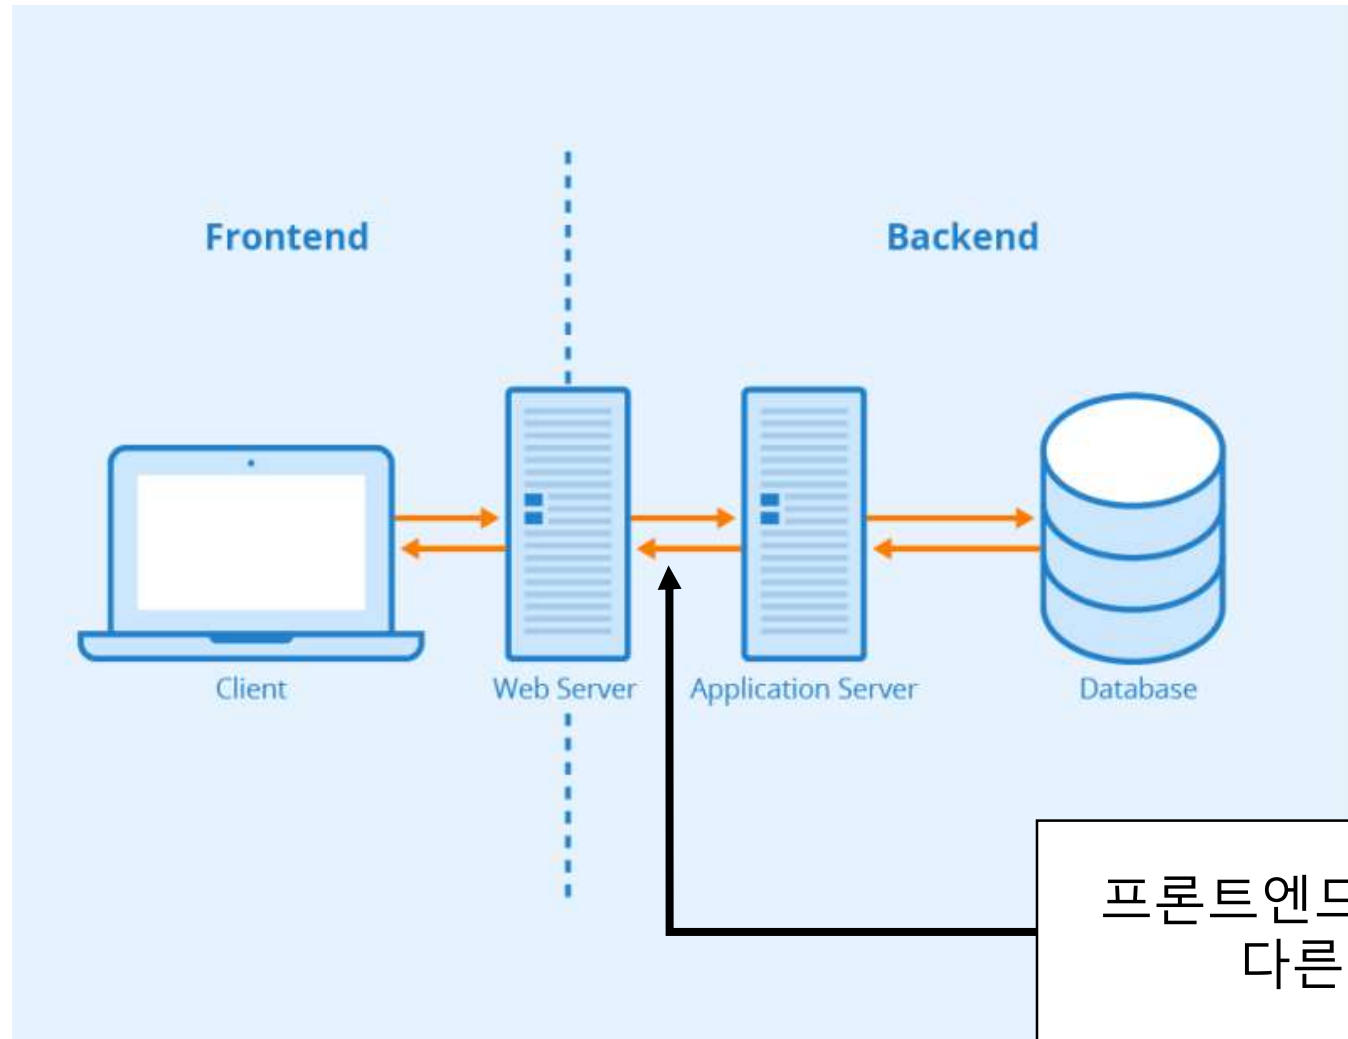 Frontend
Backend
Client
Web Server
Application Server
Database
프론트엔드
다른